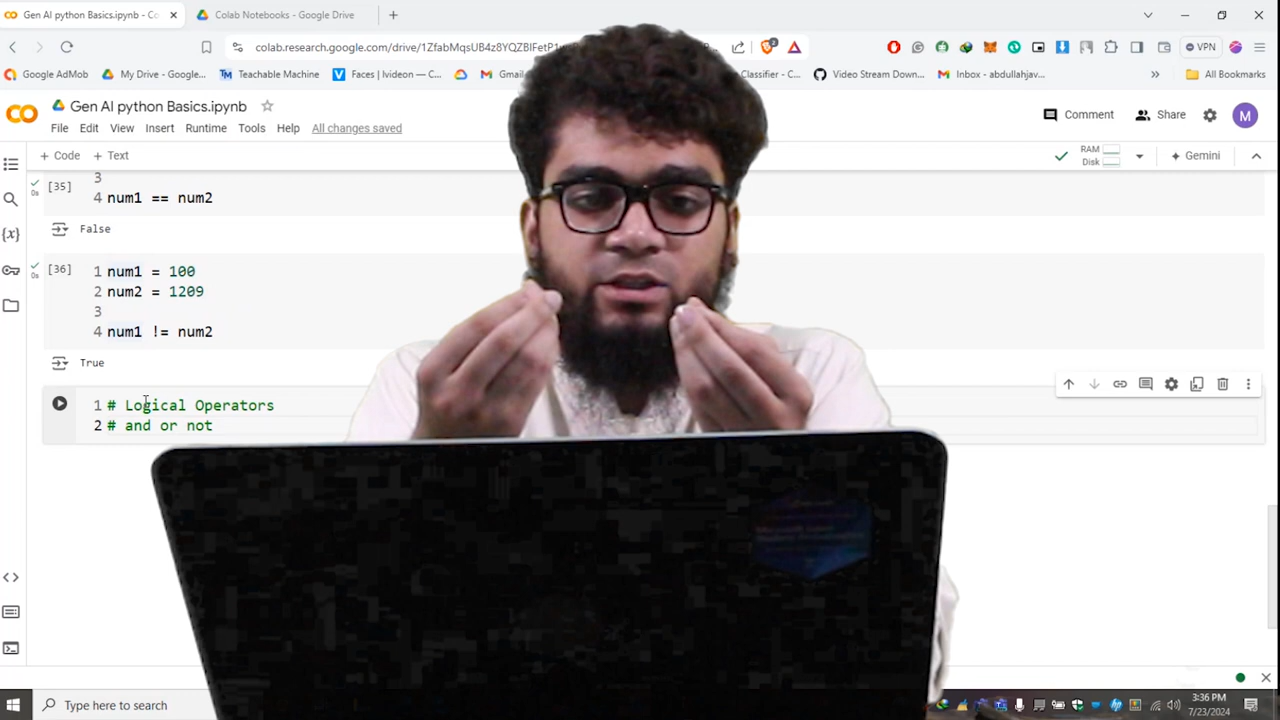 Gen AI python Basics.ipynb - Co
Colab Notebooks - Google Drive
colab.research.google.com/drive/1ZfabMqsUB4z8YQZBIFetP1
VPN
Google AdMob
My Drive - Google...
Teachable Machine
Faces | Ivideon — C...
Gmail
Classifier - C...
Video Stream Down...
Inbox - abdullahjav...
All Bookmarks
Gen AI python Basics.ipynb
Comment
Share
M
File Edit View Insert Runtime Tools Help All changes saved
+ Code + Text
RAM
Disk
Gemini
3
[35]
0s
4 num1 == num2
False
[36]
0s
1 num1 = 100
2 num2 = 1209
3
4 num1 != num2
True
1 # Logical Operators
2 # and or not
Type here to search
3:36 PM
7/23/2024